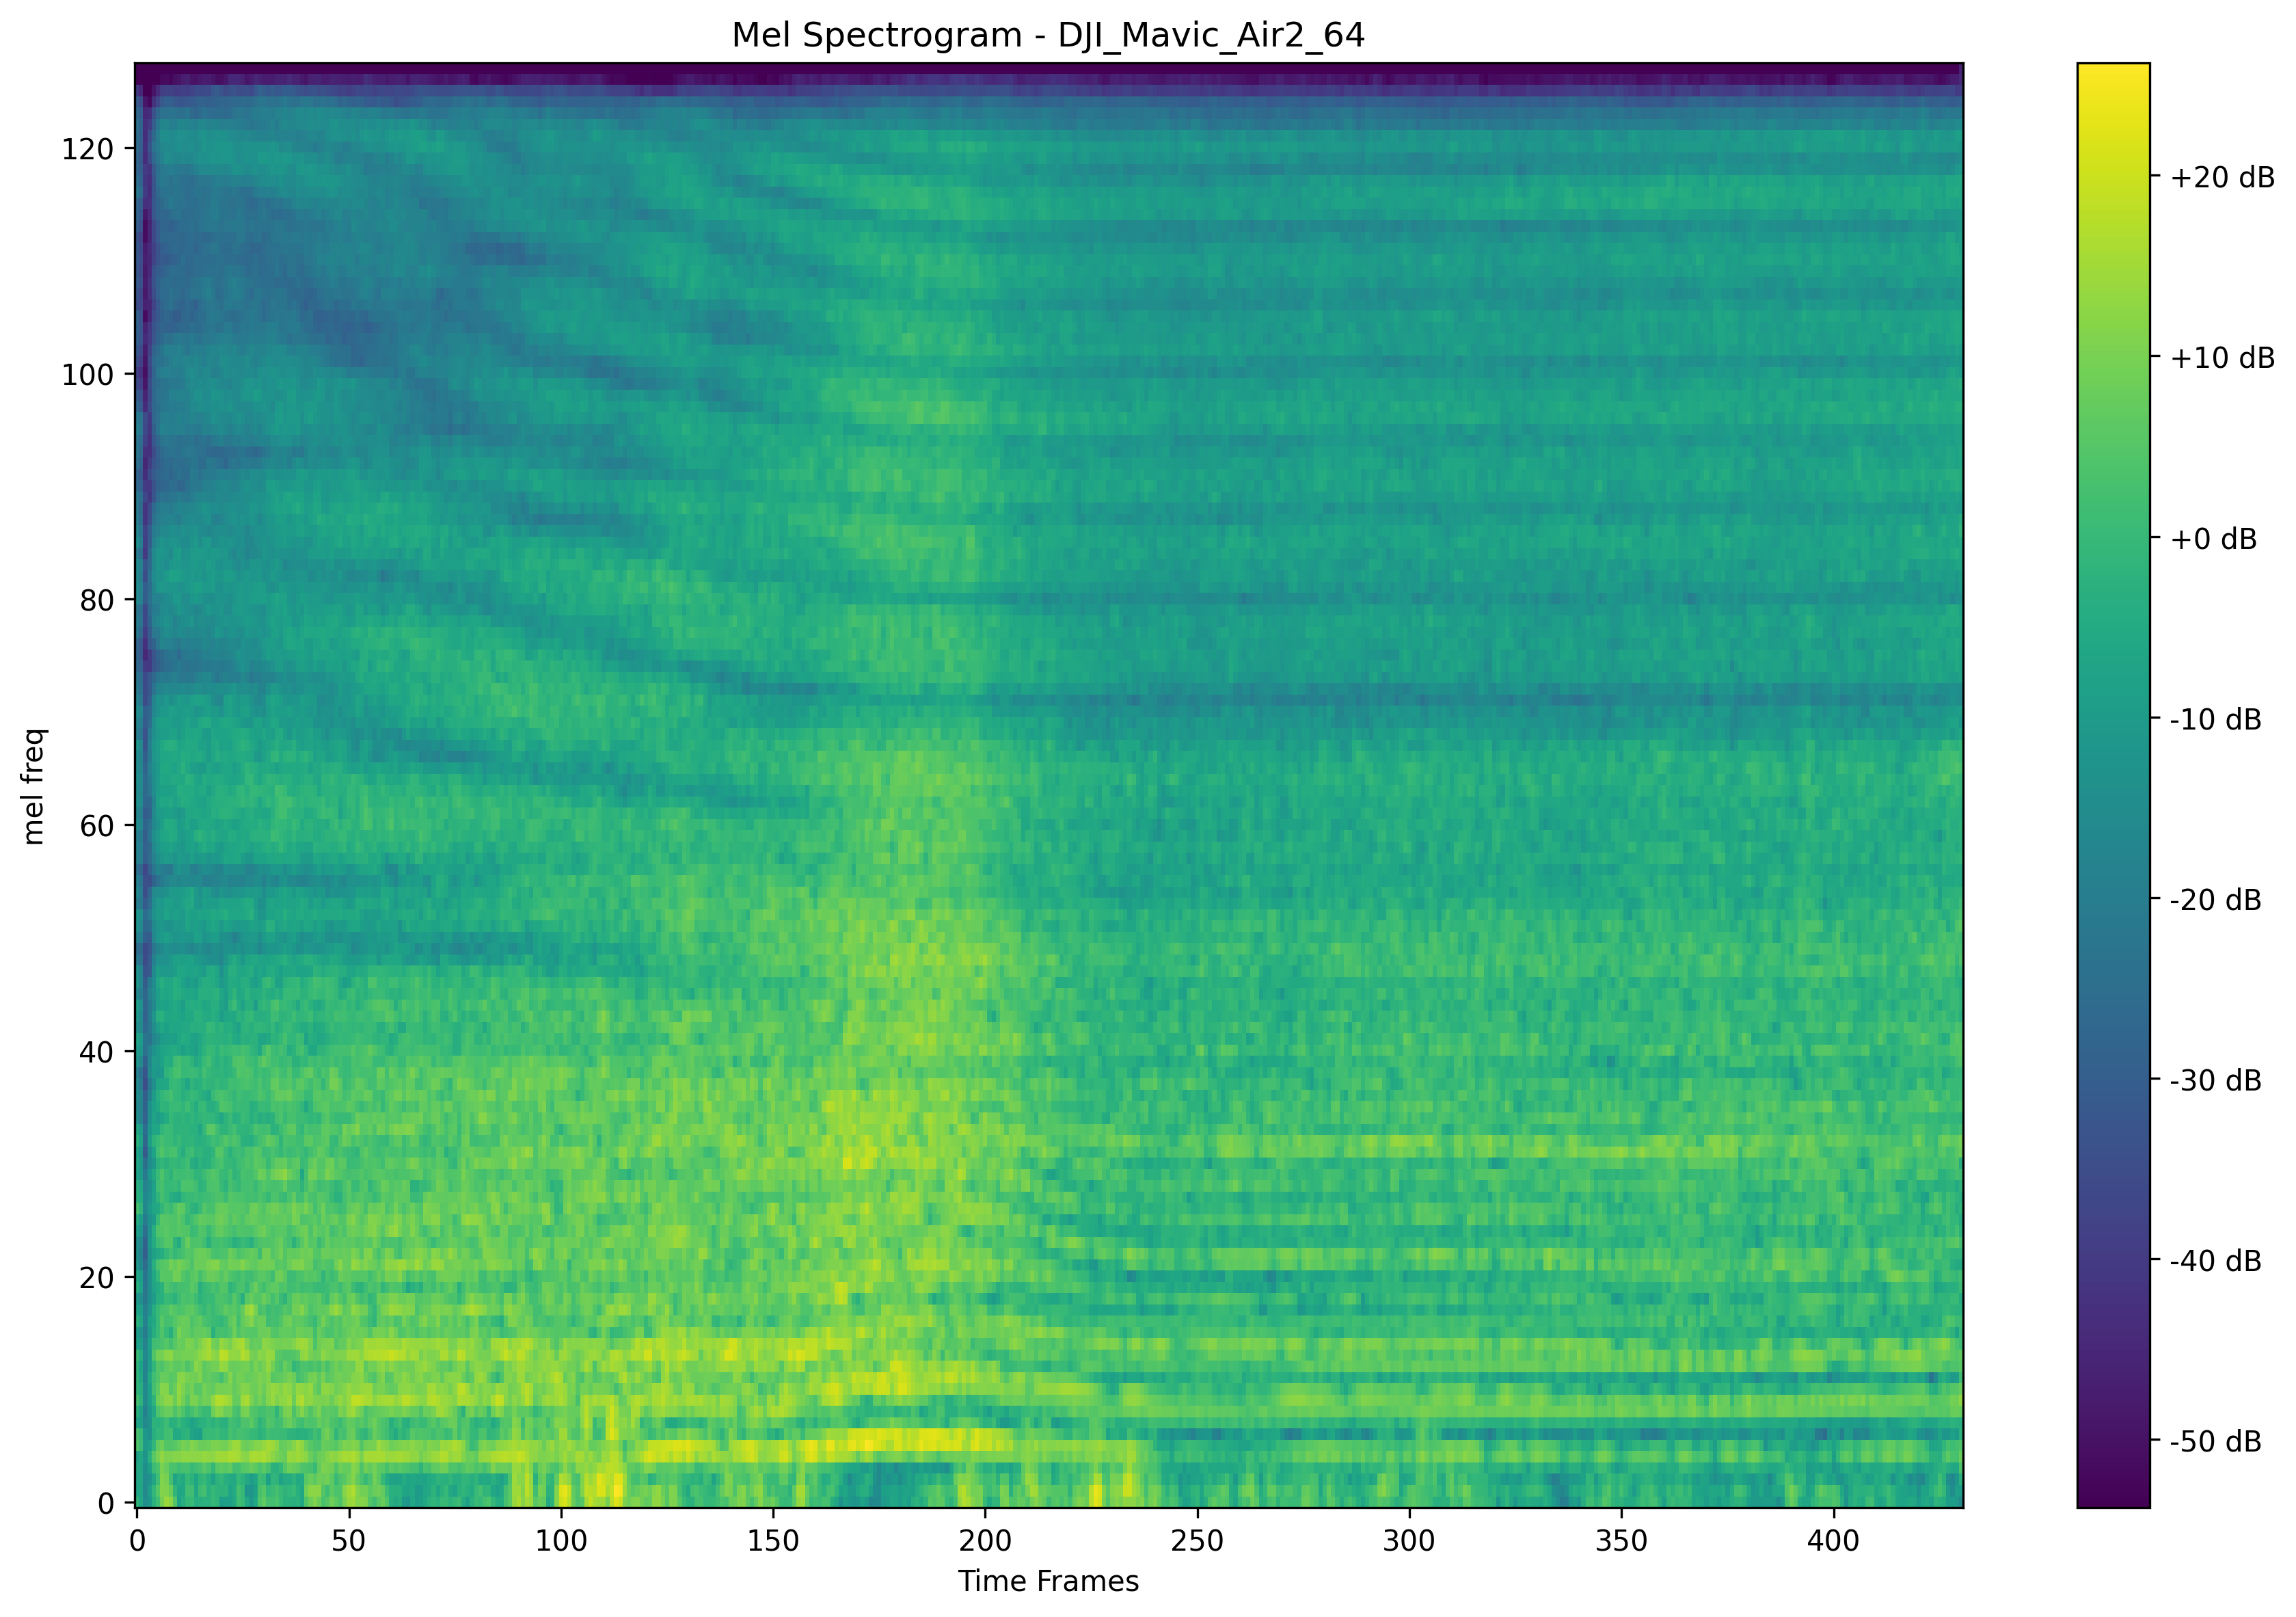 Mel Spectrogram - DJI_Mavic_Air2_64
mel freq
120
100
80
60
40
20
0
0 50 100 150 200 250 300 350 400
Time Frames
+20 dB
+10 dB
+0 dB
-10 dB
-20 dB
-30 dB
-40 dB
-50 dB